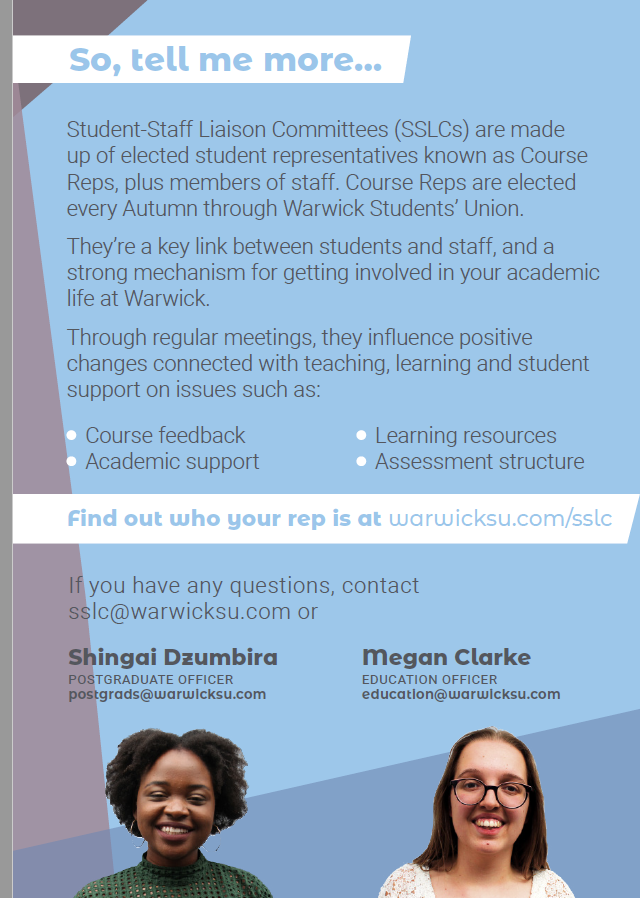 So, tell me more...
Student-Staff Liaison Committees (SSLCs) are made
up of elected student representatives known as Course
Reps, plus members of staff. Course Reps are elected
every Autumn through Warwick Students’ Union.
They’re a key link between students and staff, and a
strong mechanism for getting involved in your academic
life at Warwick.
Through regular meetings, they influence positive
changes connected with teaching, learning and student
support on issues such as:
• Course feedback
• Academic support
• Learning resources
• Assessment structure
Find out who your rep is at warwicksu.com/sslc
If you have any questions, contact
sslc@warwicksu.com or
Shingai Dzumbira
POSTGRADUATE OFFICER
postgrads@warwicksu.com
Megan Clarke
EDUCATION OFFICER
education@warwicksu.com